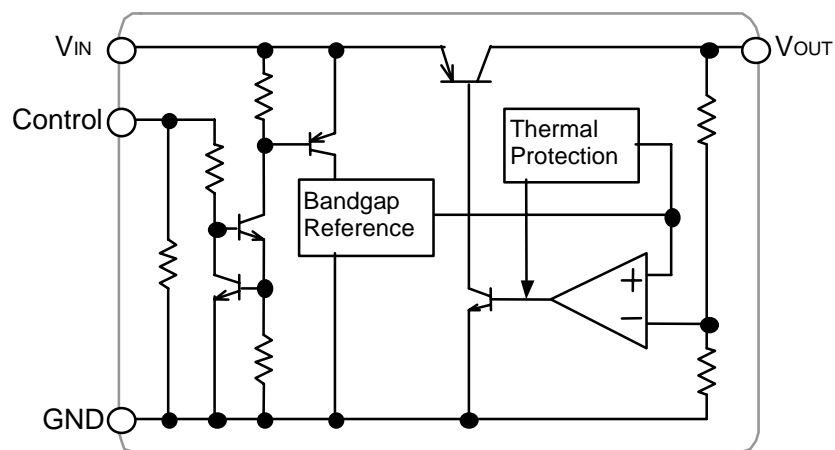 VIN
VOUT
Control
Thermal
Protection
Bandgap
Reference
+
−
GND